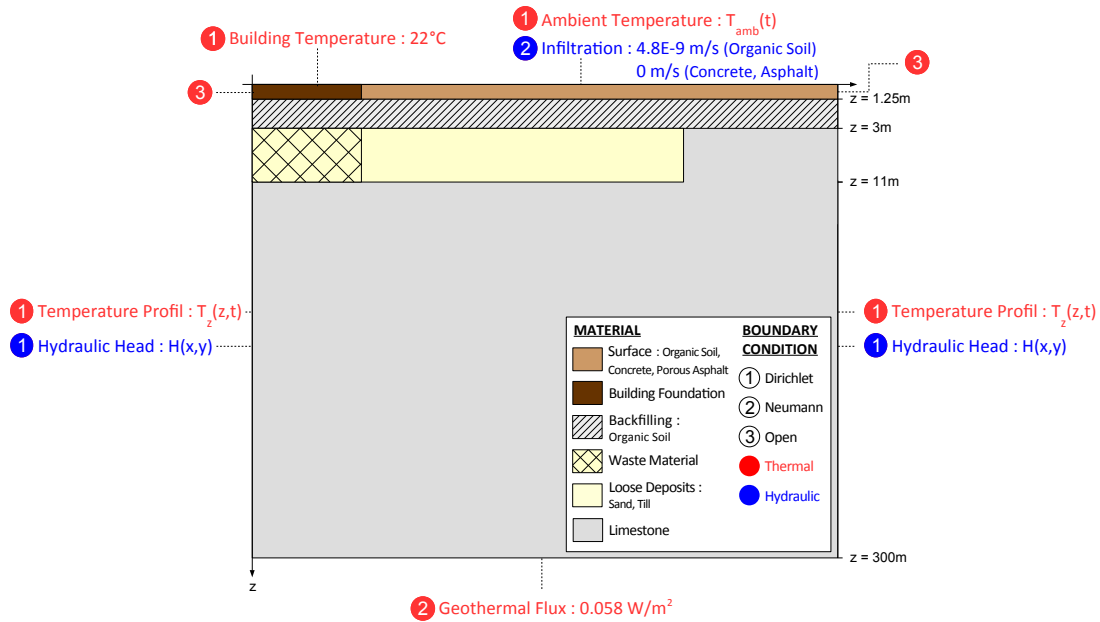 1 Ambient Temperature : T_amb(t)
1 Building Temperature : 22°C
2 Infiltration : 4.8E-9 m/s (Organic Soil)
0 m/s (Concrete, Asphalt)
3
3
z = 1.25m
z = 3m
z = 11m
1 Temperature Profil : T_z(z,t)
1 Hydraulic Head : H(x,y)
1 Temperature Profil : T_z(z,t)
1 Hydraulic Head : H(x,y)
MATERIAL
Surface : Organic Soil,
Concrete, Porous Asphalt
Building Foundation
Backfilling :
Organic Soil
Waste Material
Loose Deposits :
Sand, Till
Limestone
BOUNDARY
CONDITION
1 Dirichlet
2 Neumann
3 Open
Thermal
Hydraulic
z = 300m
z
2 Geothermal Flux : 0.058 W/m²